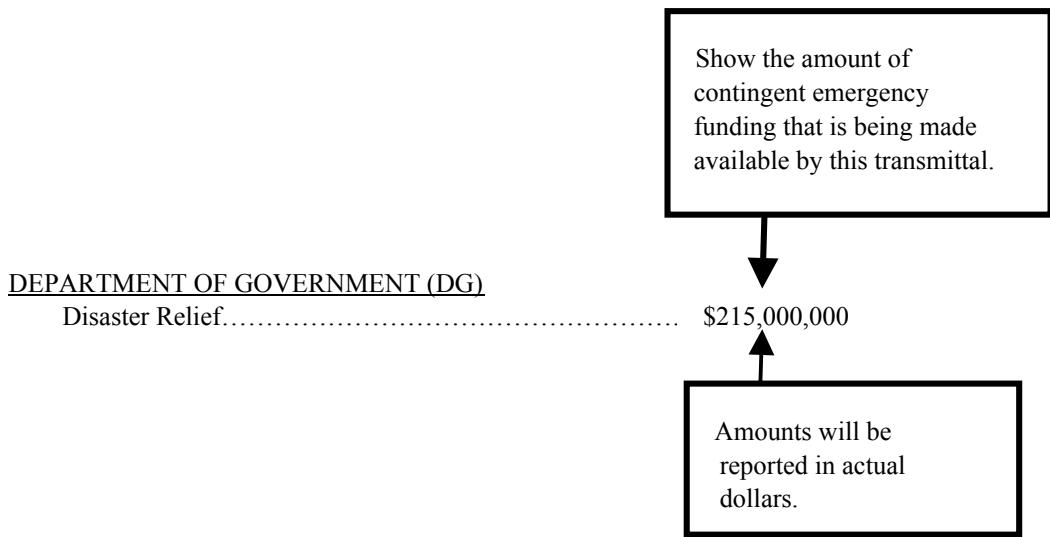 Show the amount of
contingent emergency
funding that is being made
available by this transmittal.
DEPARTMENT OF GOVERNMENT (DG)
Disaster Relief…………………………………………… $215,000,000
Amounts will be
reported in actual
dollars.